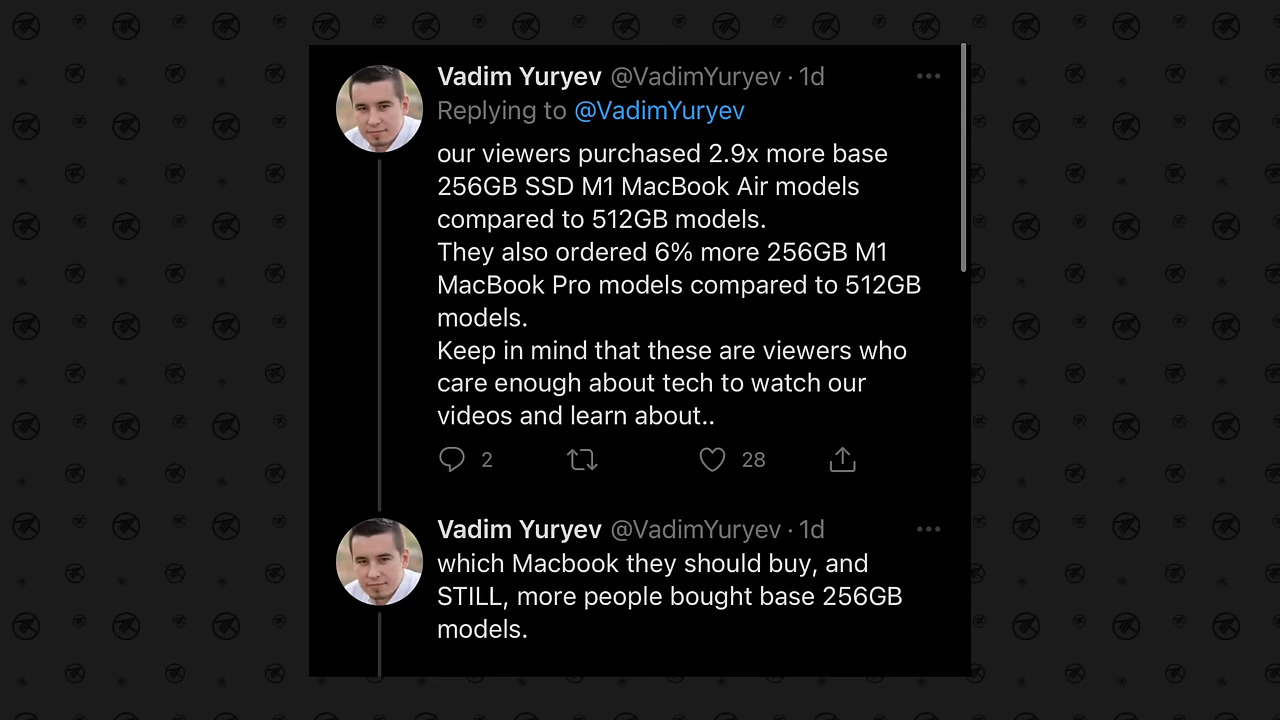 Vadim Yuryev @VadimYuryev · 1d
Replying to @VadimYuryev
our viewers purchased 2.9x more base
256GB SSD M1 MacBook Air models
compared to 512GB models.
They also ordered 6% more 256GB M1
MacBook Pro models compared to 512GB
models.
Keep in mind that these are viewers who
care enough about tech to watch our
videos and learn about..
2 28
Vadim Yuryev @VadimYuryev · 1d
which Macbook they should buy, and
STILL, more people bought base 256GB
models.